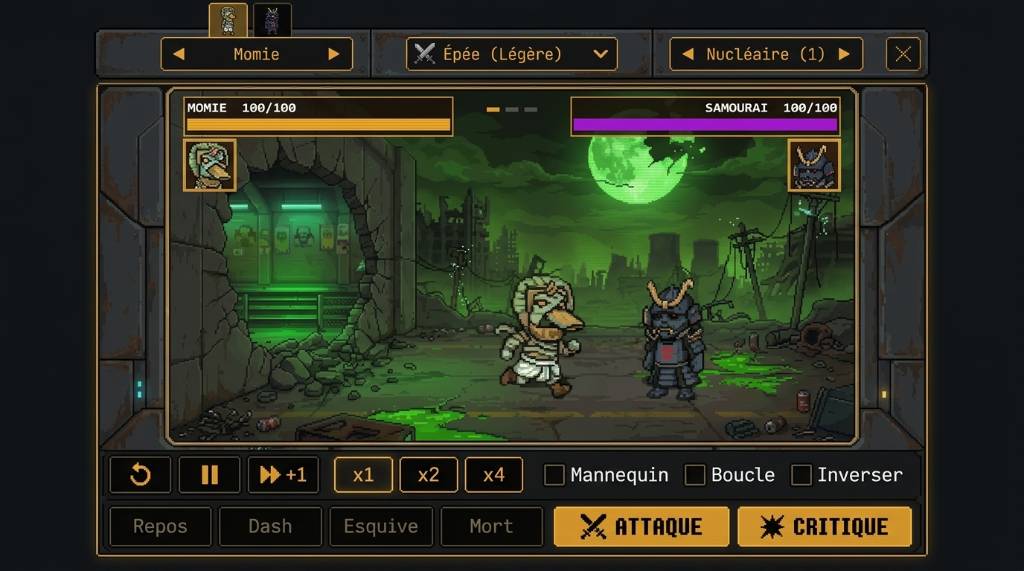 Momie
Épée (Légère)
Nucléaire (1)
MOMIE 100/100
SAMOURAI 100/100
+1
x1
x2
x4
Mannequin
Boucle
Inverser
Repos
Dash
Esquive
Mort
ATTAQUE
CRITIQUE